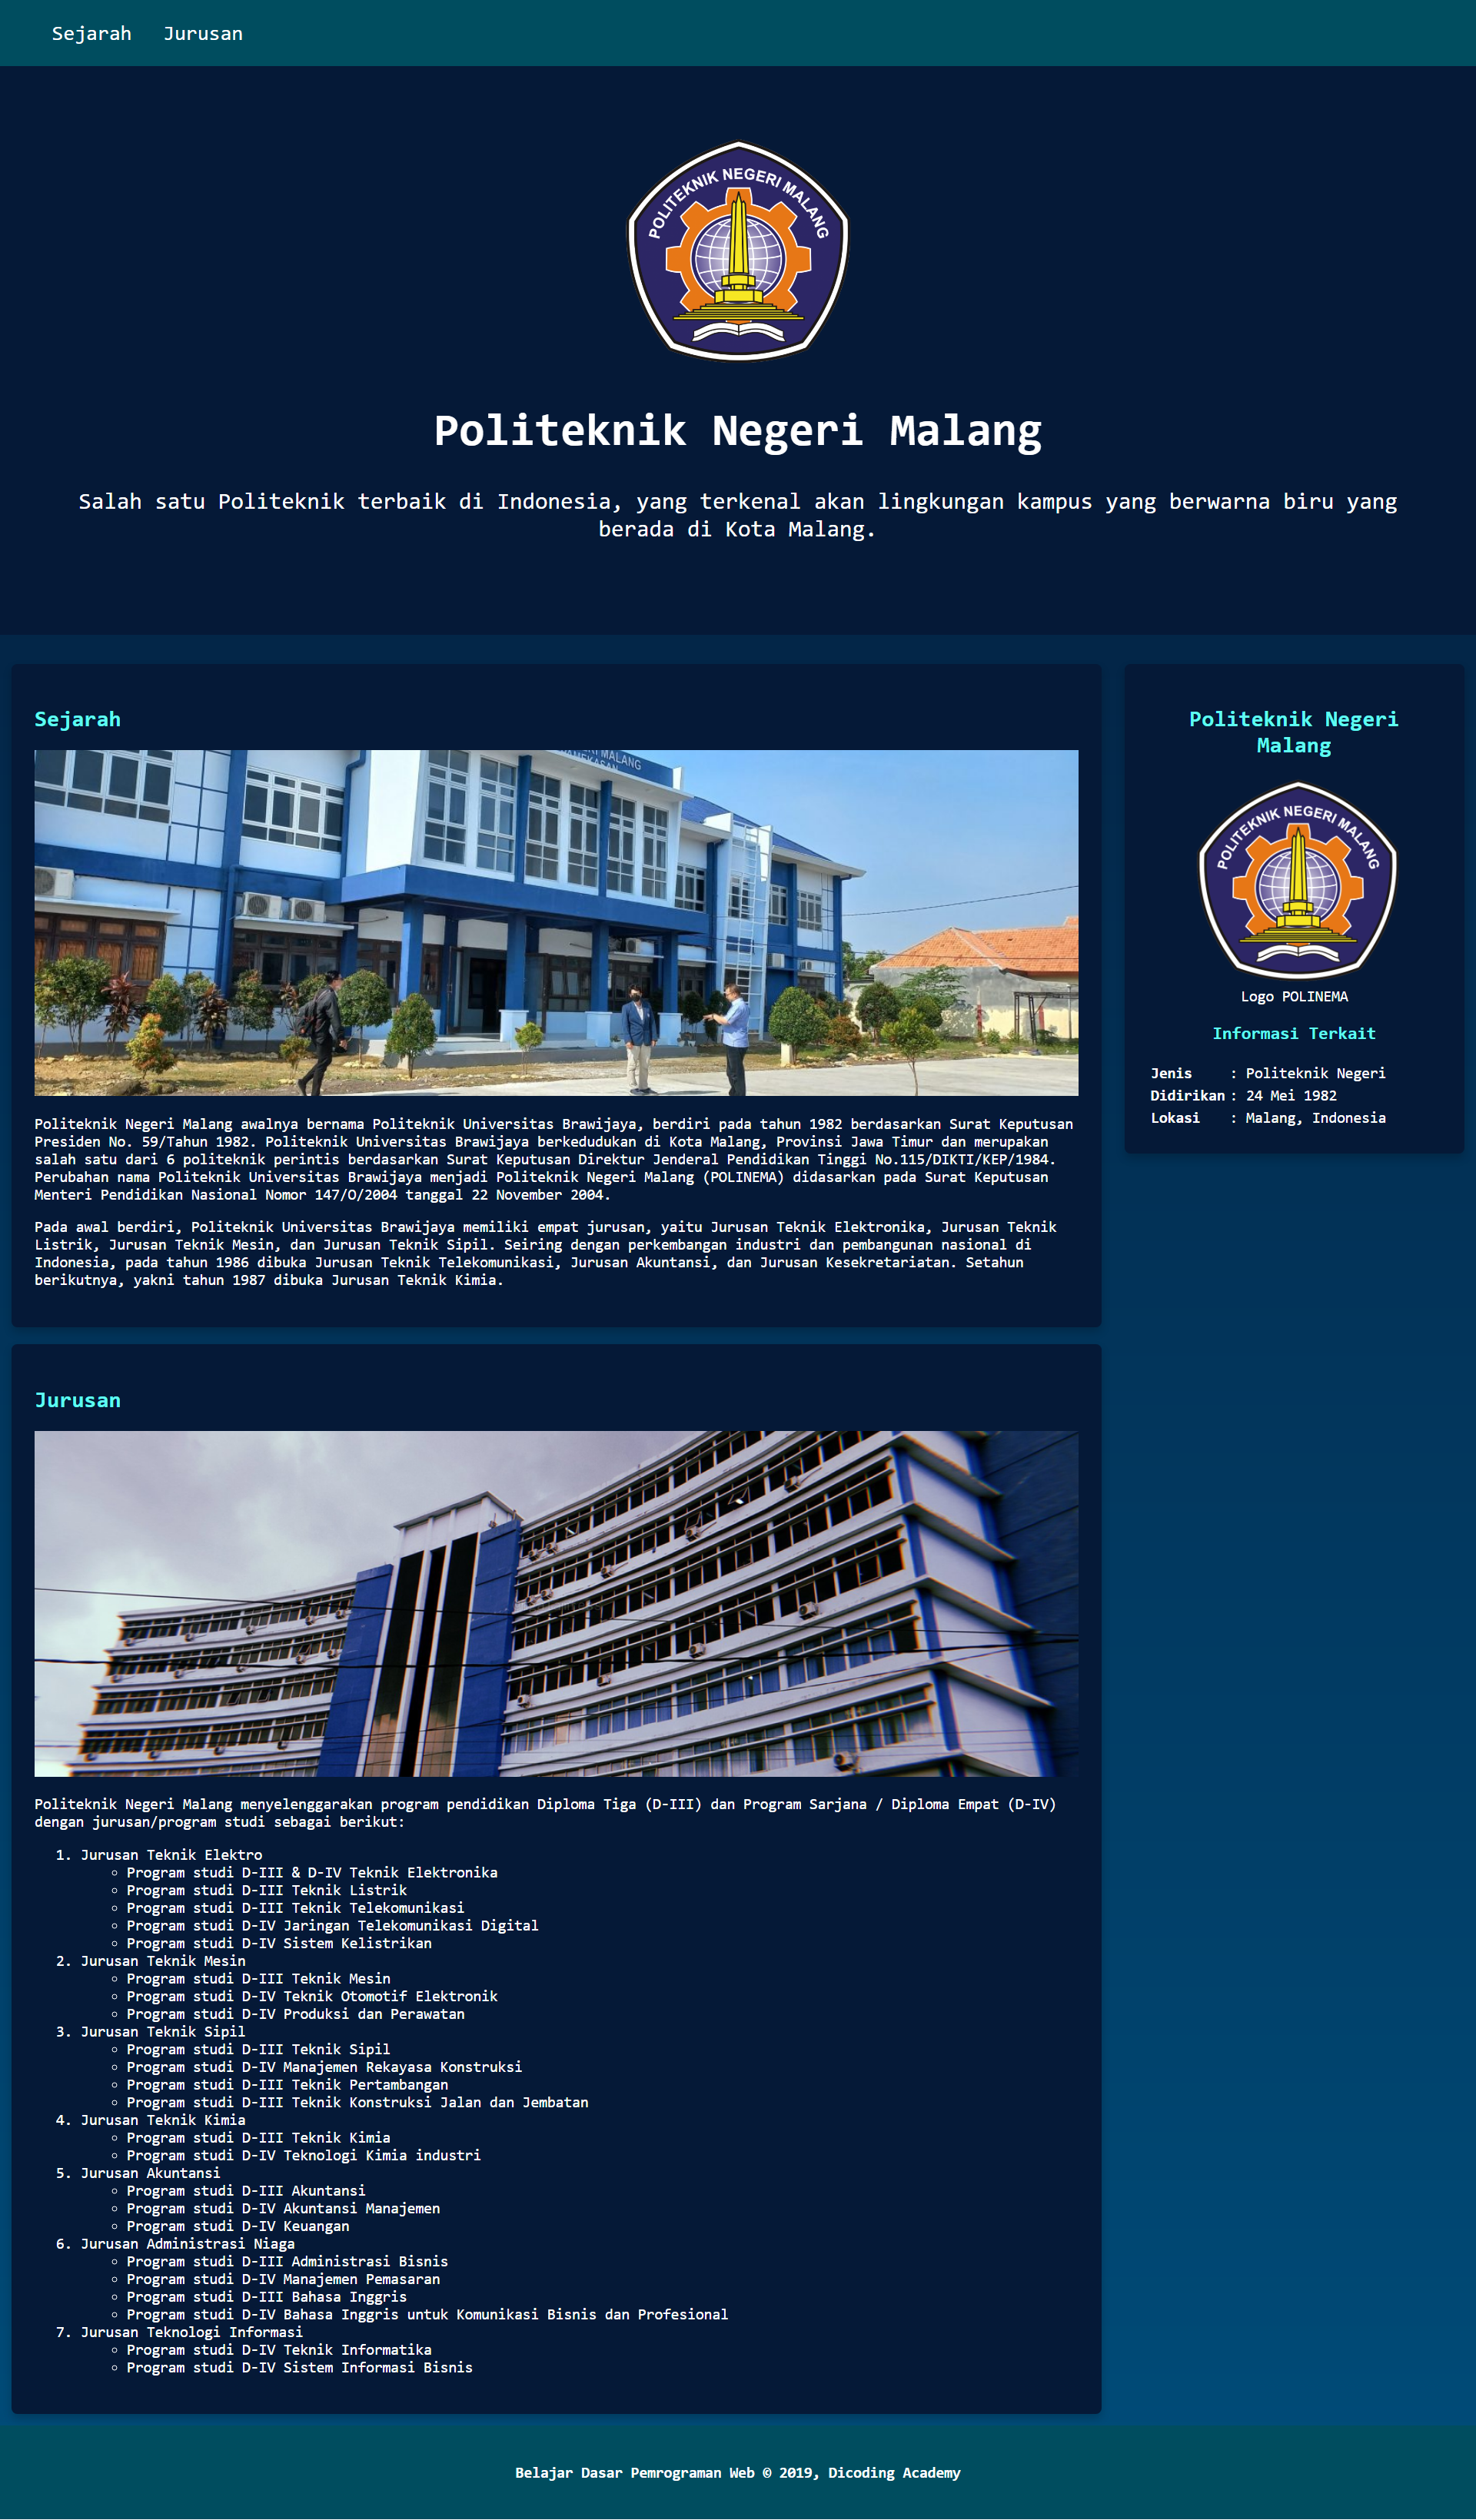 Sejarah Jurusan
POLITEKNIK NEGERI MALANG
Politeknik Negeri Malang
Salah satu Politeknik terbaik di Indonesia, yang terkenal akan lingkungan kampus yang berwarna biru yang
berada di Kota Malang.
Sejarah
MALANG
Politeknik Negeri Malang awalnya bernama Politeknik Universitas Brawijaya, berdiri pada tahun 1982 berdasarkan Surat Keputusan
Presiden No. 59/Tahun 1982. Politeknik Universitas Brawijaya berkedudukan di Kota Malang, Provinsi Jawa Timur dan merupakan
salah satu dari 6 politeknik perintis berdasarkan Surat Keputusan Direktur Jenderal Pendidikan Tinggi No.115/DIKTI/KEP/1984.
Perubahan nama Politeknik Universitas Brawijaya menjadi Politeknik Negeri Malang (POLINEMA) didasarkan pada Surat Keputusan
Menteri Pendidikan Nasional Nomor 147/O/2004 tanggal 22 November 2004.
Pada awal berdiri, Politeknik Universitas Brawijaya memiliki empat jurusan, yaitu Jurusan Teknik Elektronika, Jurusan Teknik
Listrik, Jurusan Teknik Mesin, dan Jurusan Teknik Sipil. Seiring dengan perkembangan industri dan pembangunan nasional di
Indonesia, pada tahun 1986 dibuka Jurusan Teknik Telekomunikasi, Jurusan Akuntansi, dan Jurusan Kesekretariatan. Setahun
berikutnya, yakni tahun 1987 dibuka Jurusan Teknik Kimia.
Jurusan
Politeknik Negeri Malang menyelenggarakan program pendidikan Diploma Tiga (D-III) dan Program Sarjana / Diploma Empat (D-IV)
dengan jurusan/program studi sebagai berikut:
1. Jurusan Teknik Elektro
◦ Program studi D-III & D-IV Teknik Elektronika
◦ Program studi D-III Teknik Listrik
◦ Program studi D-III Teknik Telekomunikasi
◦ Program studi D-IV Jaringan Telekomunikasi Digital
◦ Program studi D-IV Sistem Kelistrikan
2. Jurusan Teknik Mesin
◦ Program studi D-III Teknik Mesin
◦ Program studi D-IV Teknik Otomotif Elektronik
◦ Program studi D-IV Produksi dan Perawatan
3. Jurusan Teknik Sipil
◦ Program studi D-III Teknik Sipil
◦ Program studi D-IV Manajemen Rekayasa Konstruksi
◦ Program studi D-III Teknik Pertambangan
◦ Program studi D-III Teknik Konstruksi Jalan dan Jembatan
4. Jurusan Teknik Kimia
◦ Program studi D-III Teknik Kimia
◦ Program studi D-IV Teknologi Kimia industri
5. Jurusan Akuntansi
◦ Program studi D-III Akuntansi
◦ Program studi D-IV Akuntansi Manajemen
◦ Program studi D-IV Keuangan
6. Jurusan Administrasi Niaga
◦ Program studi D-III Administrasi Bisnis
◦ Program studi D-IV Manajemen Pemasaran
◦ Program studi D-III Bahasa Inggris
◦ Program studi D-IV Bahasa Inggris untuk Komunikasi Bisnis dan Profesional
7. Jurusan Teknologi Informasi
◦ Program studi D-IV Teknik Informatika
◦ Program studi D-IV Sistem Informasi Bisnis
Politeknik Negeri
Malang
POLITEKNIK NEGERI MALANG
Logo POLINEMA
Informasi Terkait
Jenis : Politeknik Negeri
Didirikan : 24 Mei 1982
Lokasi : Malang, Indonesia
Belajar Dasar Pemrograman Web © 2019, Dicoding Academy